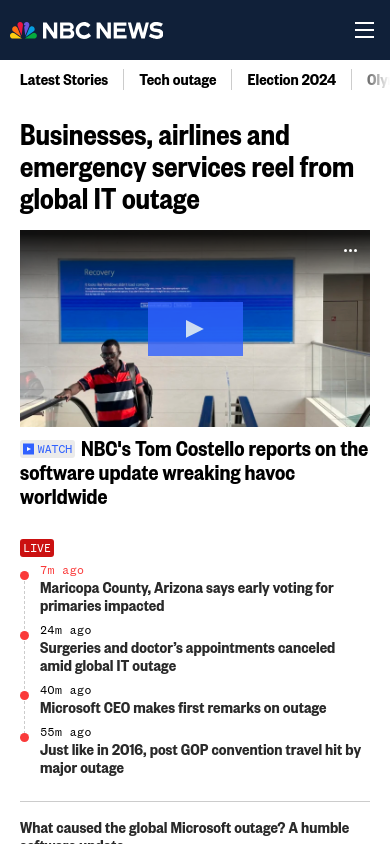 NBC NEWS
Latest Stories
Tech outage
Election 2024
Businesses, airlines and
emergency services reel from
global IT outage
Recovery
WATCH NBC's Tom Costello reports on the
software update wreaking havoc
worldwide
LIVE
7m ago
Maricopa County, Arizona says early voting for
primaries impacted
24m ago
Surgeries and doctor’s appointments canceled
amid global IT outage
40m ago
Microsoft CEO makes first remarks on outage
55m ago
Just like in 2016, post GOP convention travel hit by
major outage
What caused the global Microsoft outage? A humble
software update